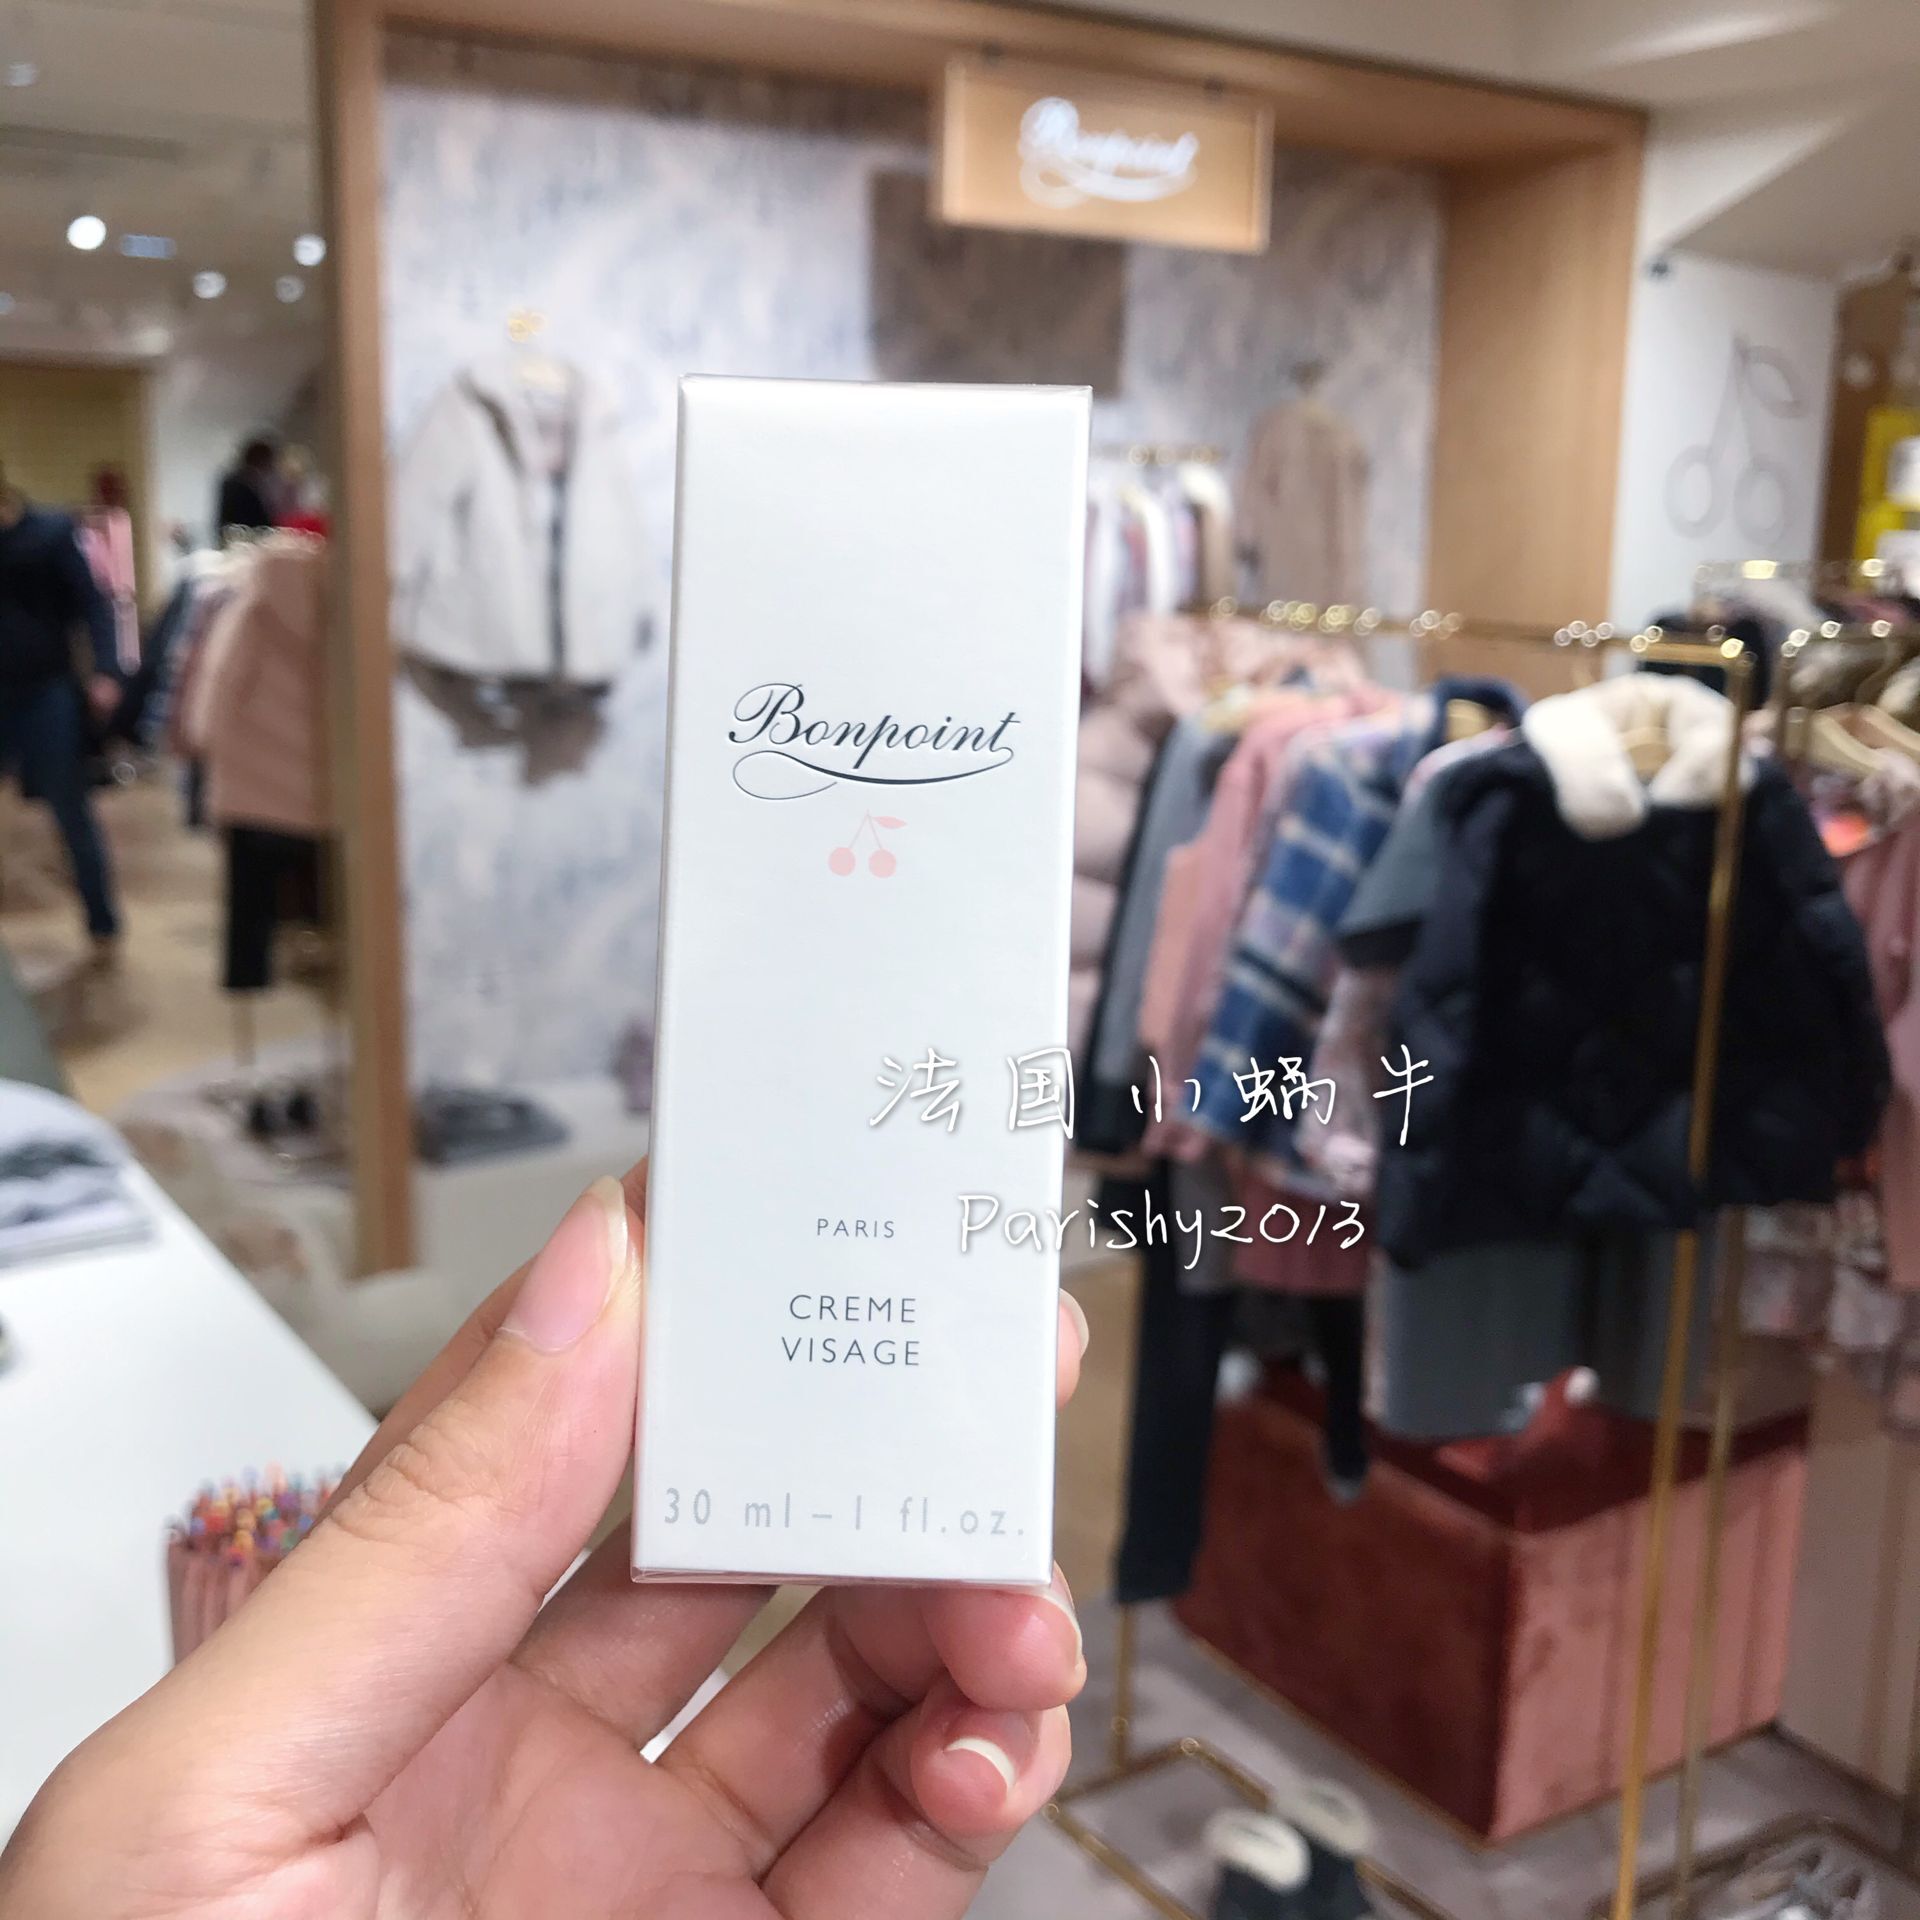 Bonpoint
Bonpoint
法国小蜗牛
PARIS
Parishy2013
CREME
VISAGE
30 ml – 1 fl.oz.